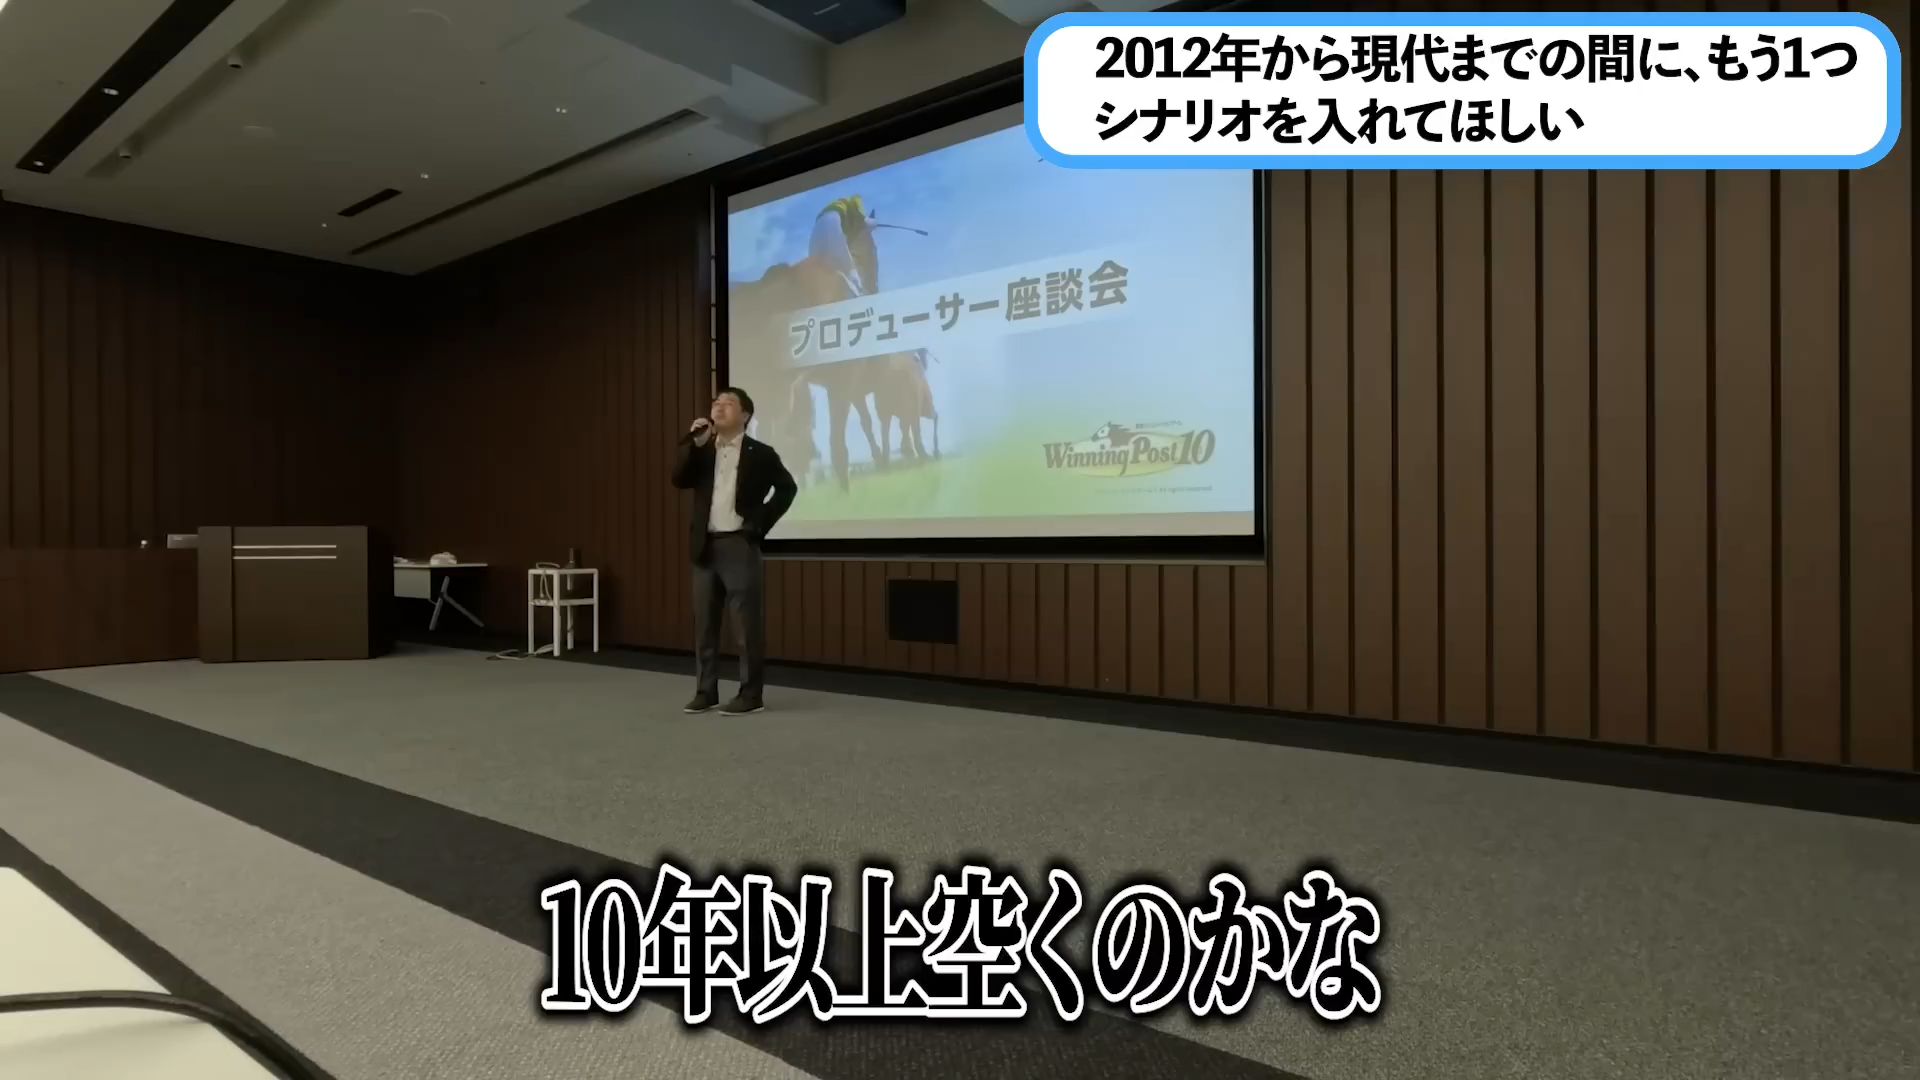 2012年から現代までの間に、もう1つ
シナリオを入れてほしい
プロデューサー座談会
Winning Post 10
10年以上空くのかな